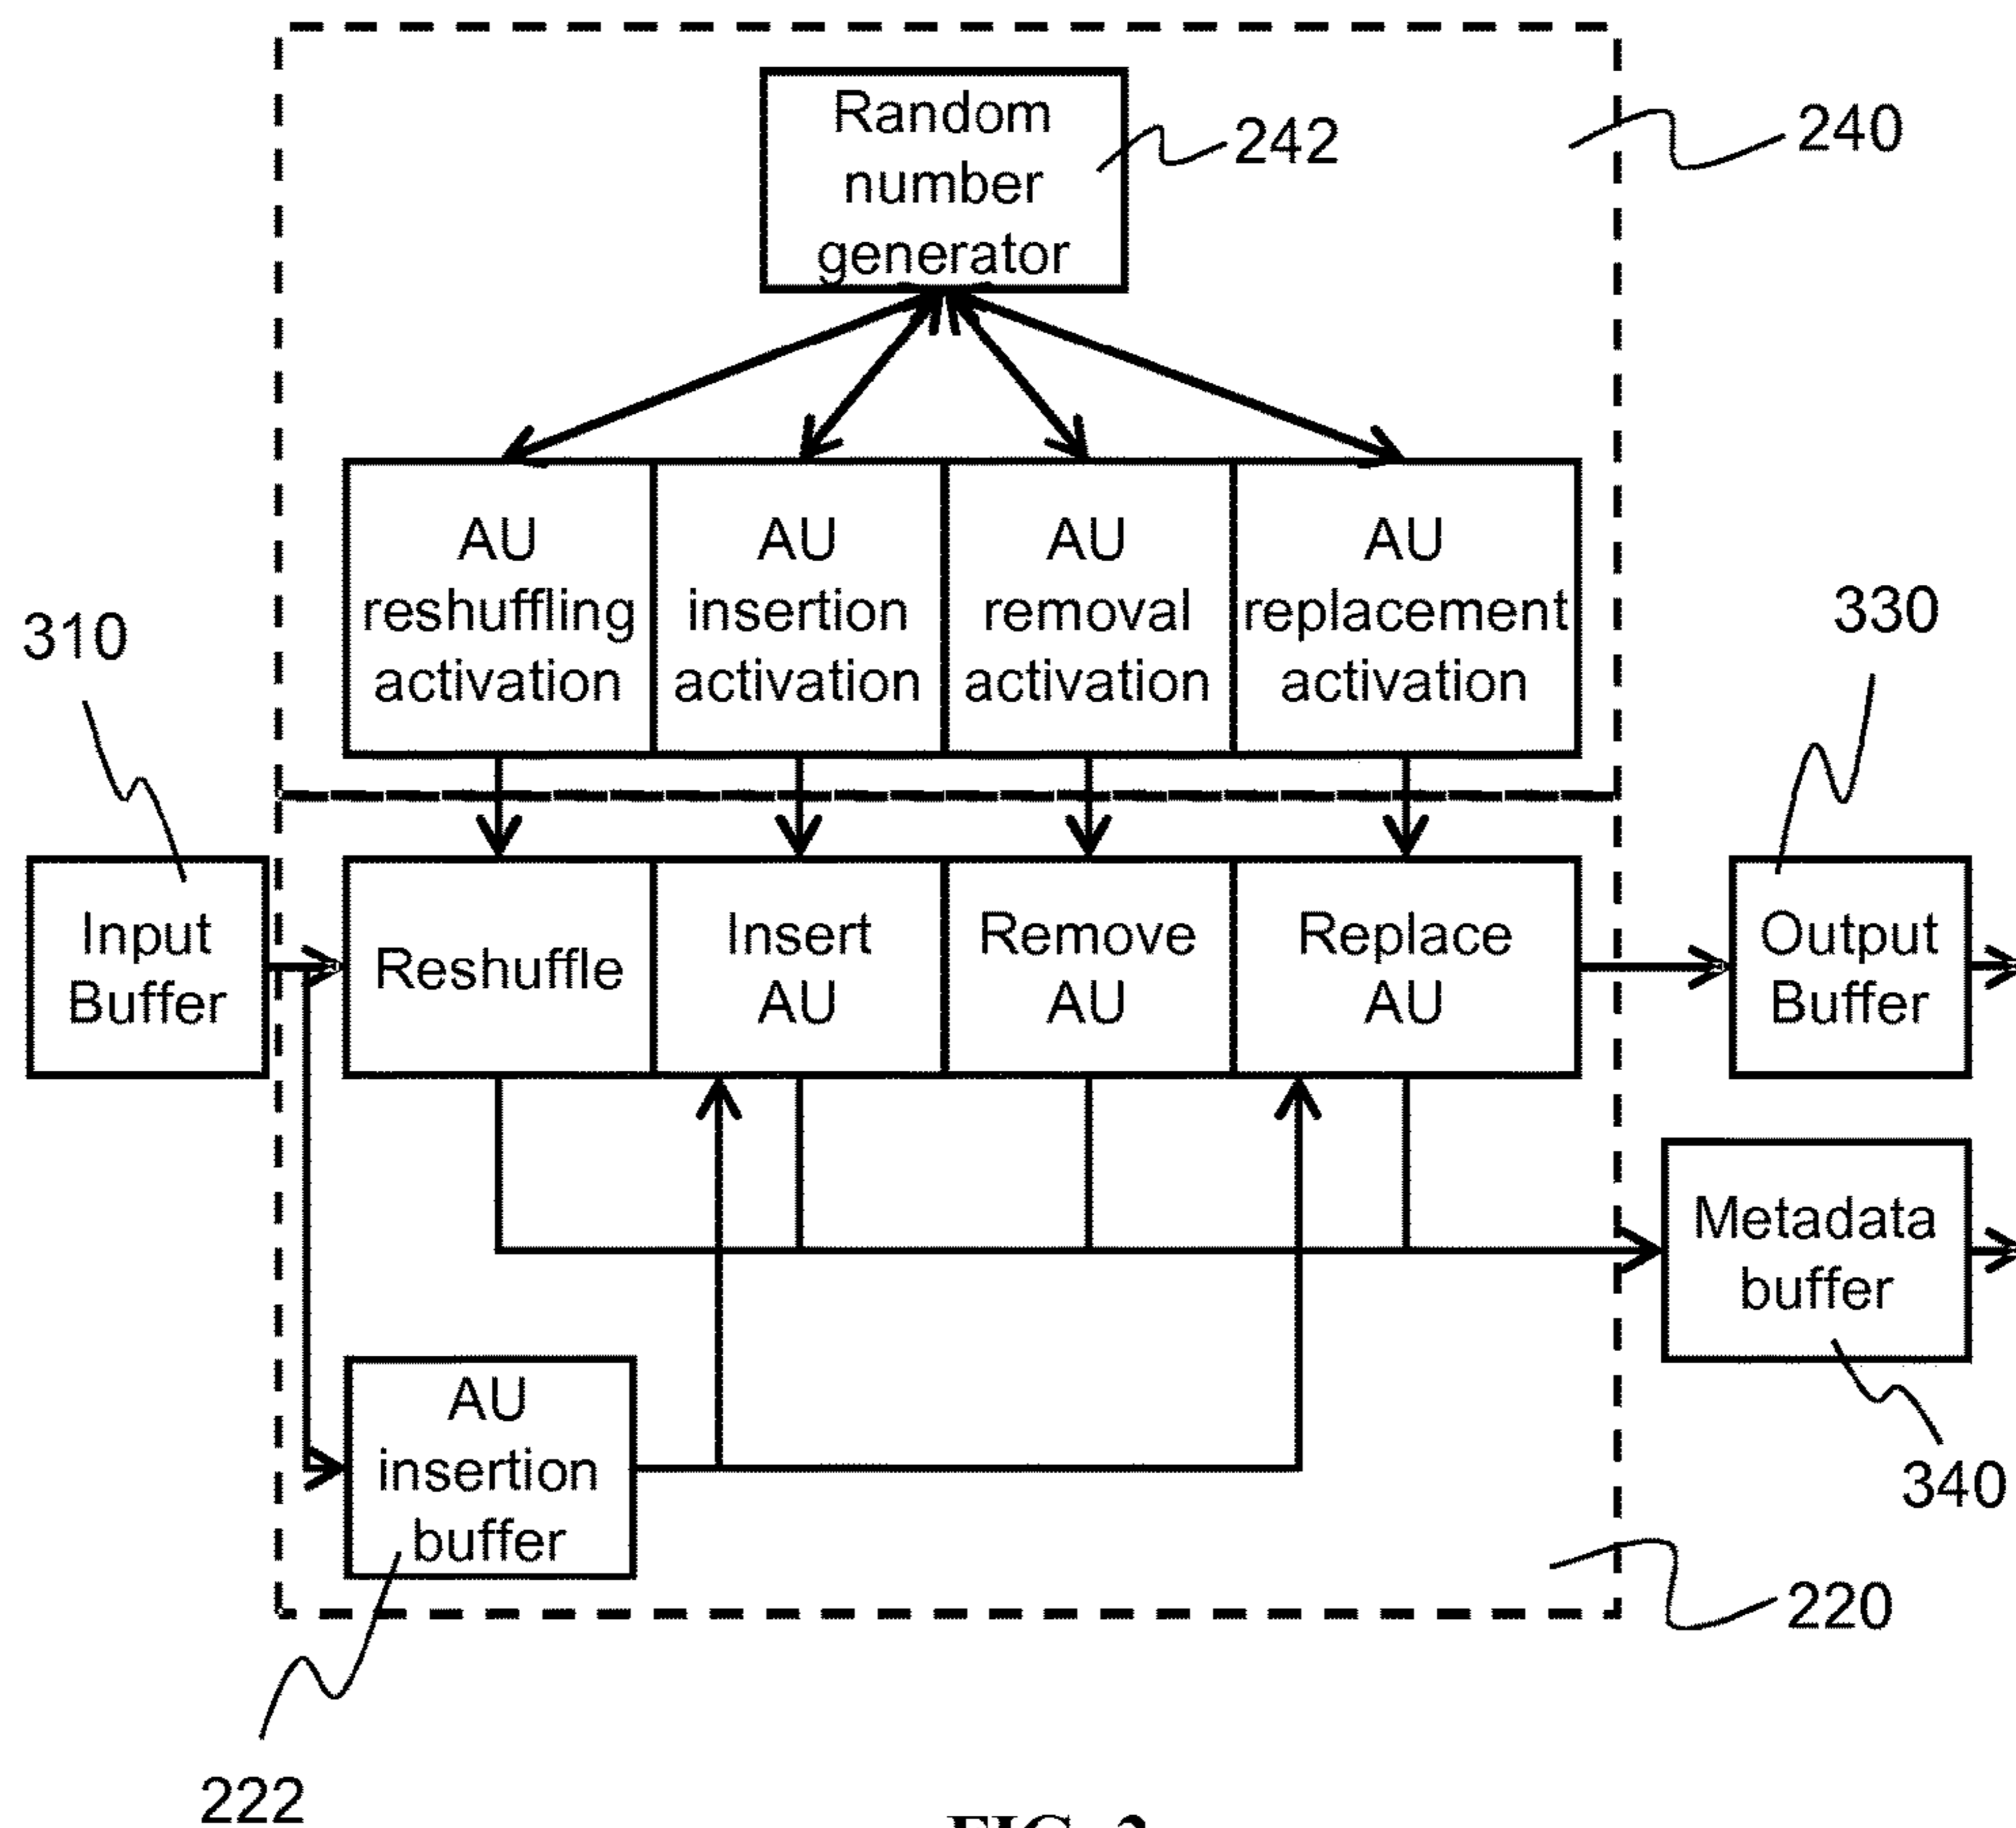 Random
number
generator
242
240
AU
reshuffling
activation
AU
insertion
activation
AU
removal
activation
AU
replacement
activation
310
330
Input
Buffer
Reshuffle
Insert
AU
Remove
AU
Replace
AU
Output
Buffer
Metadata
buffer
340
AU
insertion
buffer
220
222